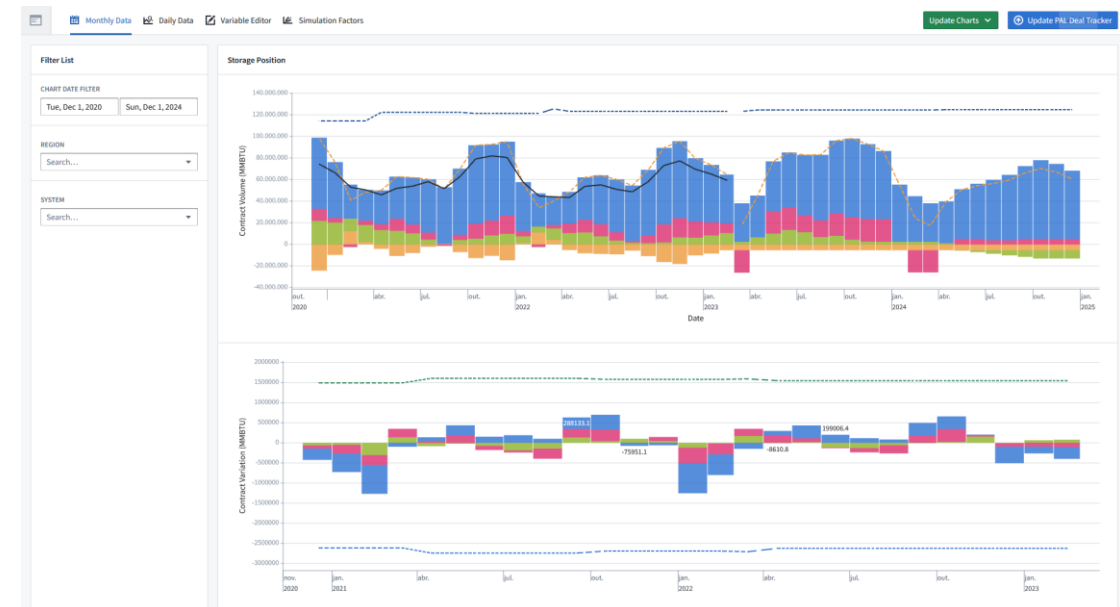 Monthly Data Daily Data Variable Editor Simulation Factors Update Charts Update PAL Deal Tracker
Filter List
CHART DATE FILTER
Tue, Dec 1, 2020 Sun, Dec 1, 2024
REGION
Search...
SYSTEM
Search...
Storage Position
Contract Volume (MMBTU)
140.000.000
120.000.000
100.000.000
80.000.000
60.000.000
40.000.000
20.000.000
0
-20.000.000
-40.000.000
out. abr. jul. out. jan. abr. jul. out. jan. abr. jul. out. jan. abr. jul. out. jan.
2020 2022 2023 2024 2025
Date
Contract Variation (MMBTU)
2000000
1500000
1000000
500000
0
-500000
-1000000
-1500000
-2000000
-2500000
-3000000
288133.1
-75951.1
-8610.8
199006.4
nov. jan. abr. jul. out. jan. abr. jul. out. jan.
2020 2021 2022 2023